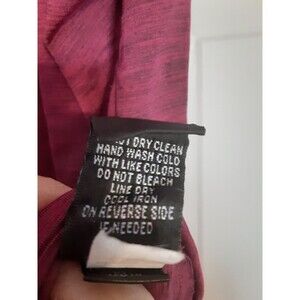 DRY CLEAN
HAND WASH COLD
WITH LIKE COLORS
DO NOT BLEACH
LINE DRY
COOL IRON
ON REVERSE SIDE
IF NEEDED